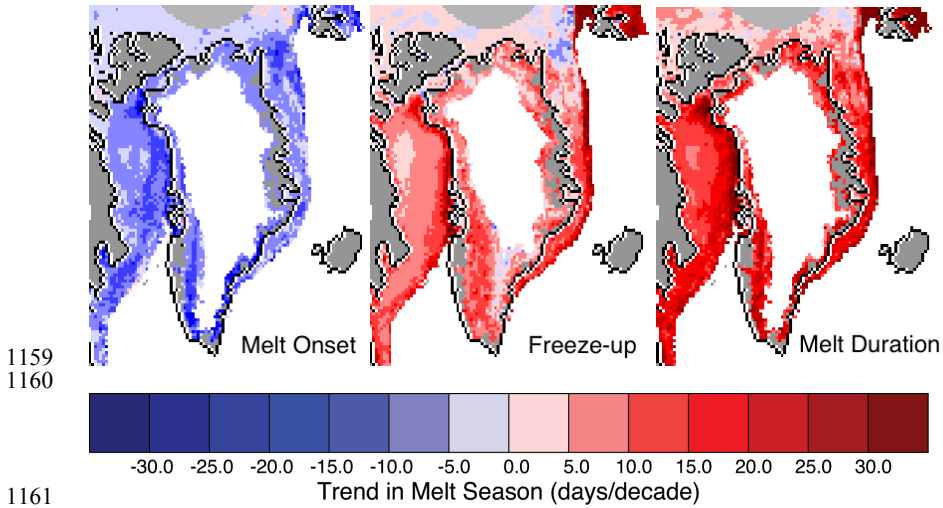 Melt Onset Freeze-up Melt Duration
1159
1160
-30.0 -25.0 -20.0 -15.0 -10.0 -5.0 0.0 5.0 10.0 15.0 20.0 25.0 30.0
Trend in Melt Season (days/decade)
1161